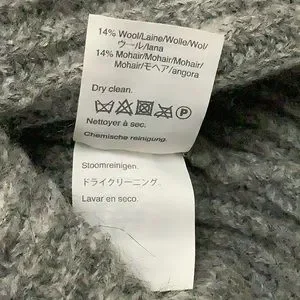 14% Wool/Laine/Wolle/Wol/
ウール/lana
14% Mohair/Mohair/Mohair/
Mohair/モヘア/angora
Dry clean.
P
Nettoyer à sec.
Chemische reinigung.
Stoomreinigen.
ドライクリーニング.
Lavar en seco.